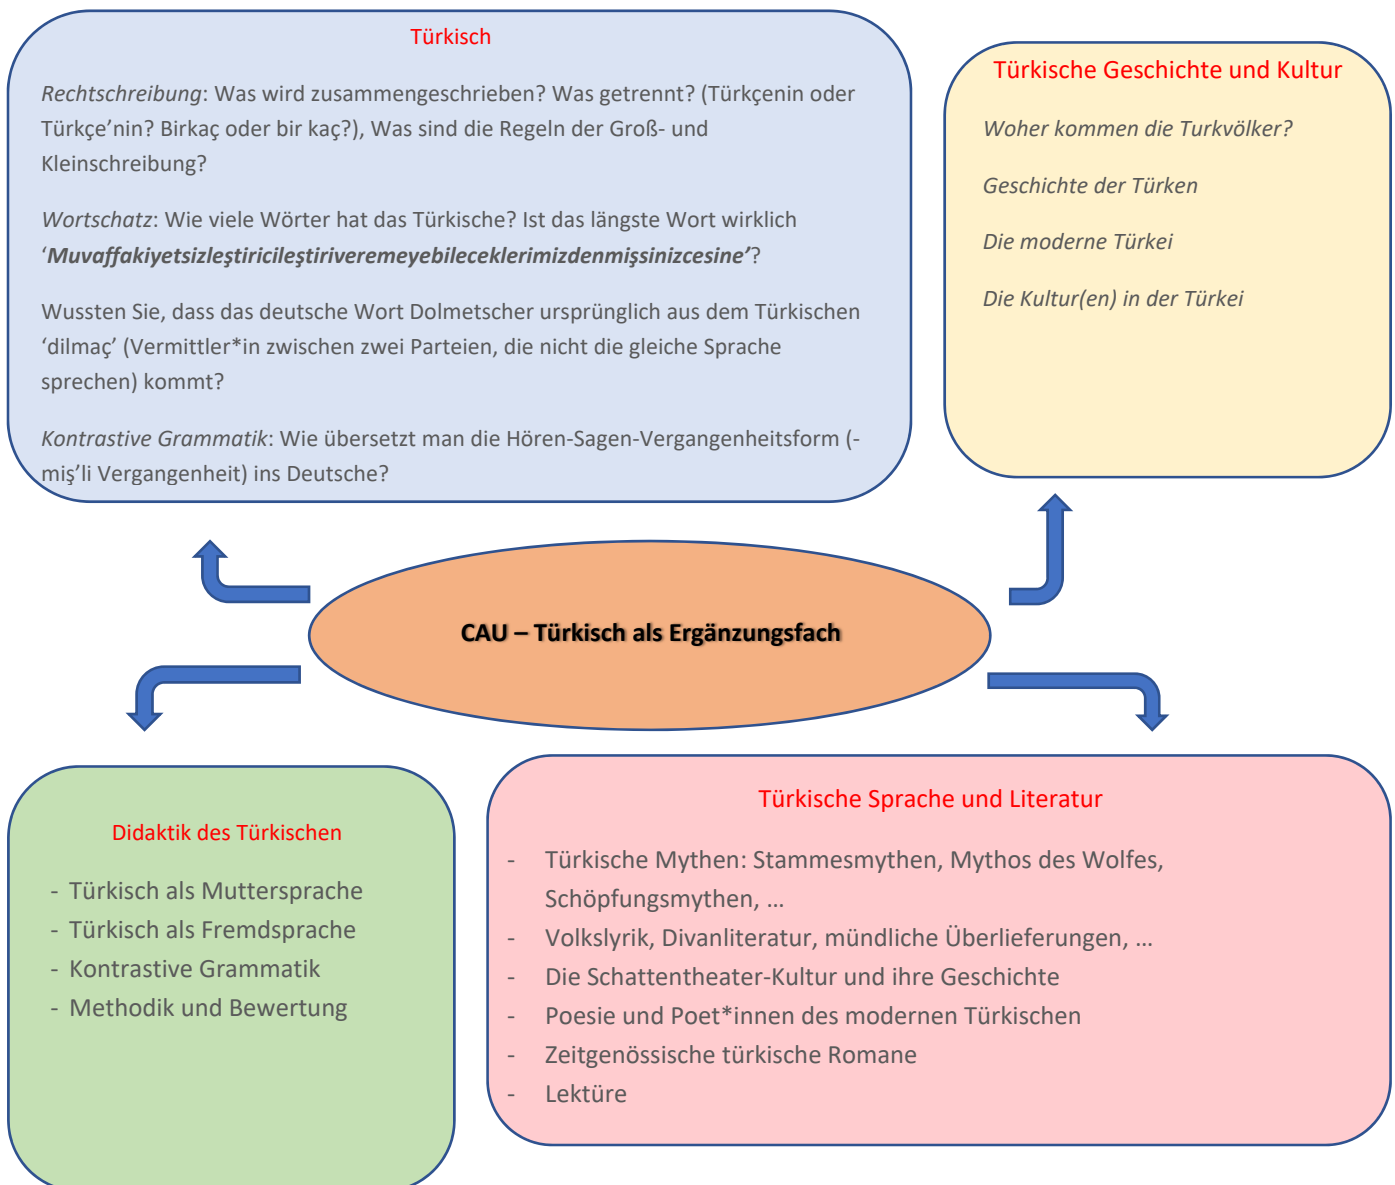 Türkisch
Rechtschreibung: Was wird zusammengeschrieben? Was getrennt? (Türkçenin oder
Türkçe’nin? Birkaç oder bir kaç?), Was sind die Regeln der Groß- und
Kleinschreibung?
Wortschatz: Wie viele Wörter hat das Türkische? Ist das längste Wort wirklich
‘Muvaffakiyetsizleştiricileştiriveremeyebileceklerimizdenmişsinizcesine’?
Wussten Sie, dass das deutsche Wort Dolmetscher ursprünglich aus dem Türkischen
‘dilmaç’ (Vermittler*in zwischen zwei Parteien, die nicht die gleiche Sprache
sprechen) kommt?
Kontrastive Grammatik: Wie übersetzt man die Hören-Sagen-Vergangenheitsform (-
miş’li Vergangenheit) ins Deutsche?
Türkische Geschichte und Kultur
Woher kommen die Turkvölker?
Geschichte der Türken
Die moderne Türkei
Die Kultur(en) in der Türkei
CAU – Türkisch als Ergänzungsfach
Didaktik des Türkischen
- Türkisch als Muttersprache
- Türkisch als Fremdsprache
- Kontrastive Grammatik
- Methodik und Bewertung
Türkische Sprache und Literatur
- Türkische Mythen: Stammesmythen, Mythos des Wolfes,
Schöpfungsmythen, …
- Volkslyrik, Divanliteratur, mündliche Überlieferungen, …
- Die Schattentheater-Kultur und ihre Geschichte
- Poesie und Poet*innen des modernen Türkischen
- Zeitgenössische türkische Romane
- Lektüre